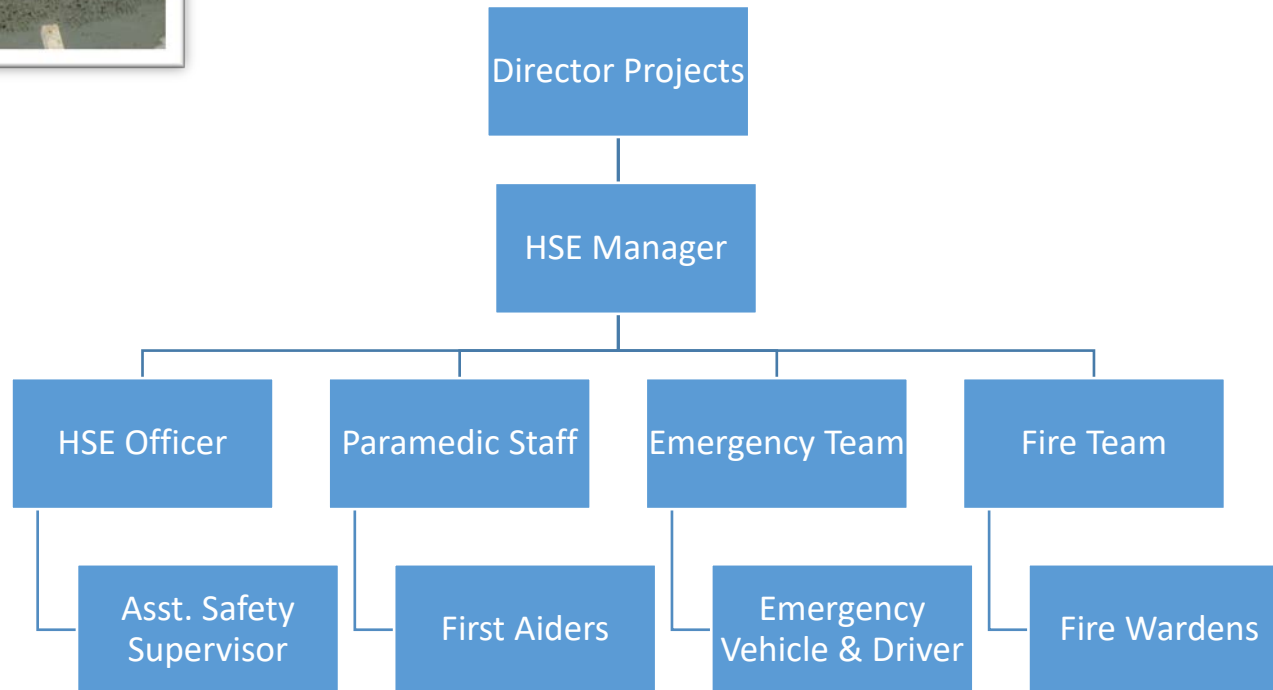 Director Projects
HSE Manager
HSE Officer
Paramedic Staff
Emergency Team
Fire Team
Asst. Safety
Supervisor
First Aiders
Emergency
Vehicle & Driver
Fire Wardens